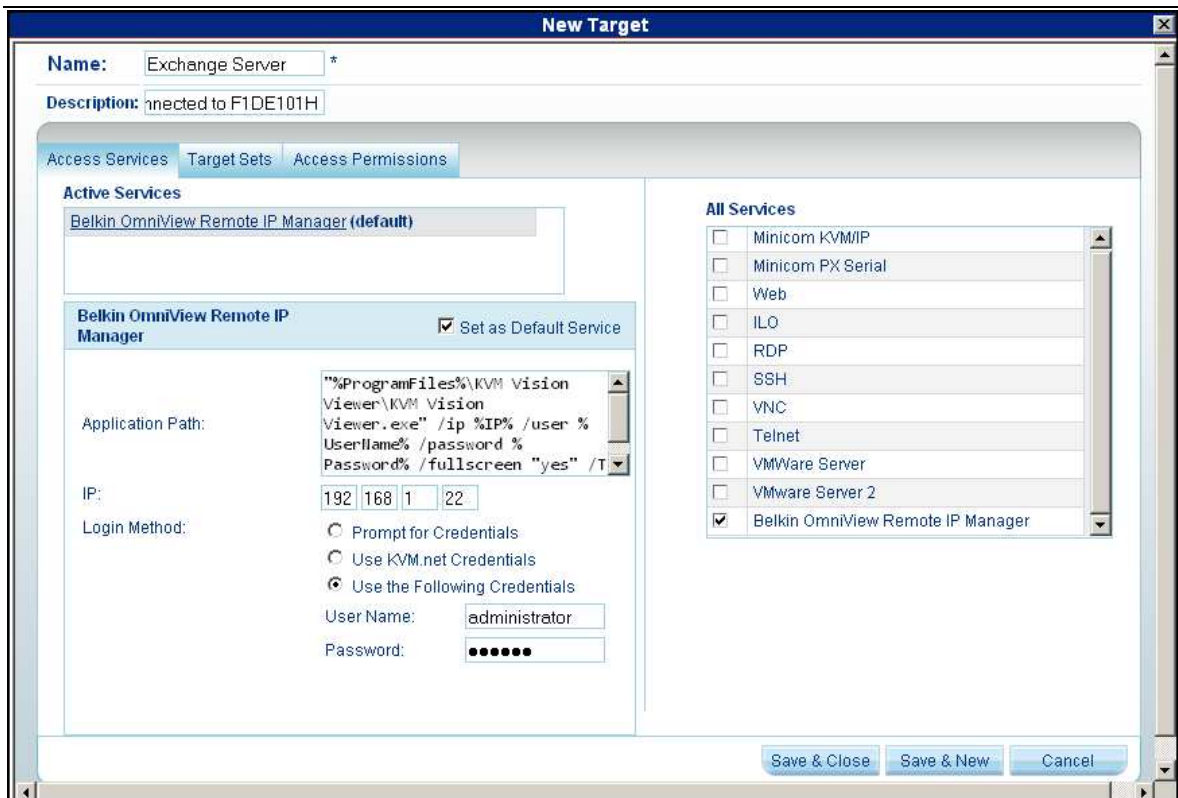 New Target
Name: Exchange Server *
Description: nnected to F1DE101H
Access Services Target Sets Access Permissions
Active Services
Belkin OmniView Remote IP Manager (default)
Belkin OmniView Remote IP
Manager
Set as Default Service
Application Path:
"%ProgramFiles%\KVM Vision
Viewer\KVM Vision
Viewer.exe" /ip %IP% /user %
UserName% /password %
Password% /fullscreen "yes" /T
IP: 192 168 1 22
Login Method:
Prompt for Credentials
Use KVM.net Credentials
Use the Following Credentials
User Name: administrator
Password: ●●●●●●
All Services
Minicom KVM/IP
Minicom PX Serial
Web
ILO
RDP
SSH
VNC
Telnet
VMWare Server
VMware Server 2
Belkin OmniView Remote IP Manager
Save & Close Save & New Cancel